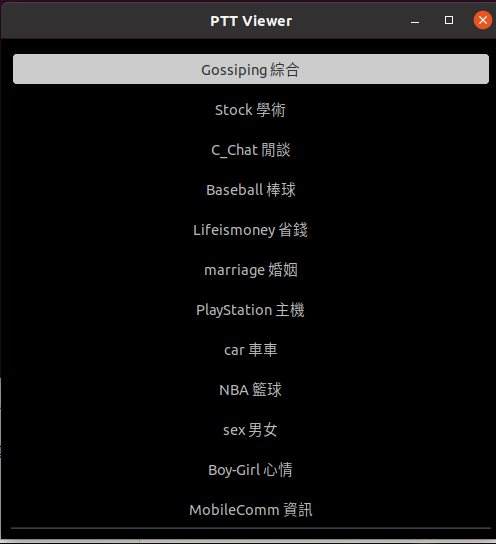 PTT Viewer
Gossiping 綜合
Stock 學術
C_Chat 閒談
Baseball 棒球
Lifeismoney 省錢
marriage 婚姻
PlayStation 主機
car 車車
NBA 籃球
sex 男女
Boy-Girl 心情
MobileComm 資訊